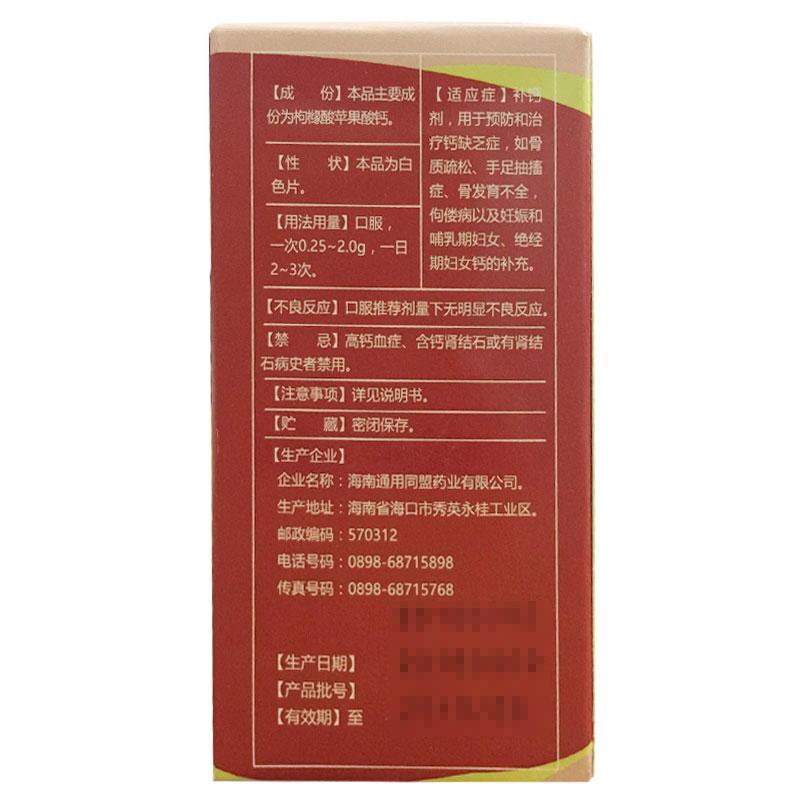 【成　份】本品主要成
份为枸橼酸苹果酸钙。
【性　状】本品为白
色片。
【用法用量】口服，
一次0.25~2.0g，一日
2~3次。
【适应症】补钙
剂，用于预防和治
疗钙缺乏症，如骨
质疏松、手足抽搐
症、骨发育不全，
佝偻病以及妊娠和
哺乳期妇女、绝经
期妇女钙的补充。
【不良反应】口服推荐剂量下无明显不良反应。
【禁　忌】高钙血症、含钙肾结石或有肾结
石病史者禁用。
【注意事项】详见说明书。
【贮　藏】密闭保存。
【生产企业】
企业名称：海南通用同盟药业有限公司。
生产地址：海南省海口市秀英永桂工业区。
邮政编码：570312
电话号码：0898-68715898
传真号码：0898-68715768
【生产日期】
【产品批号】
【有效期】至